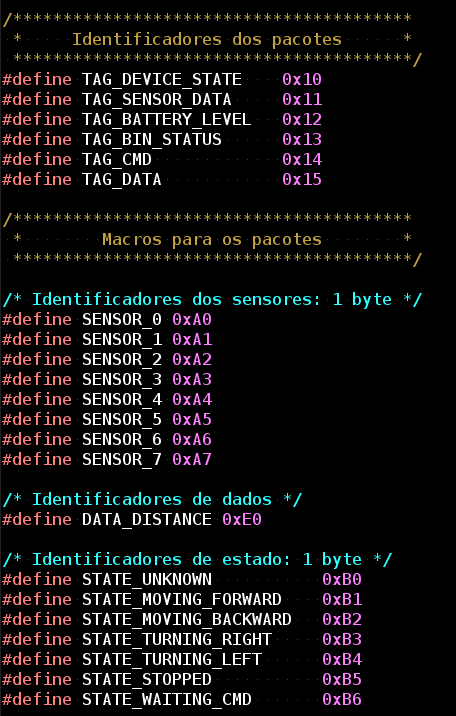 /****************************************
 *     Identificadores dos pacotes      *
 ****************************************/
#define TAG_DEVICE_STATE    0x10
#define TAG_SENSOR_DATA     0x11
#define TAG_BATTERY_LEVEL   0x12
#define TAG_BIN_STATUS      0x13
#define TAG_CMD             0x14
#define TAG_DATA            0x15

/****************************************
 *        Macros para os pacotes        *
 ****************************************/

/* Identificadores dos sensores: 1 byte */
#define SENSOR_0 0xA0
#define SENSOR_1 0xA1
#define SENSOR_2 0xA2
#define SENSOR_3 0xA3
#define SENSOR_4 0xA4
#define SENSOR_5 0xA5
#define SENSOR_6 0xA6
#define SENSOR_7 0xA7

/* Identificadores de dados */
#define DATA_DISTANCE 0xE0

/* Identificadores de estado: 1 byte */
#define STATE_UNKNOWN           0xB0
#define STATE_MOVING_FORWARD    0xB1
#define STATE_MOVING_BACKWARD   0xB2
#define STATE_TURNING_RIGHT     0xB3
#define STATE_TURNING_LEFT      0xB4
#define STATE_STOPPED           0xB5
#define STATE_WAITING_CMD       0xB6